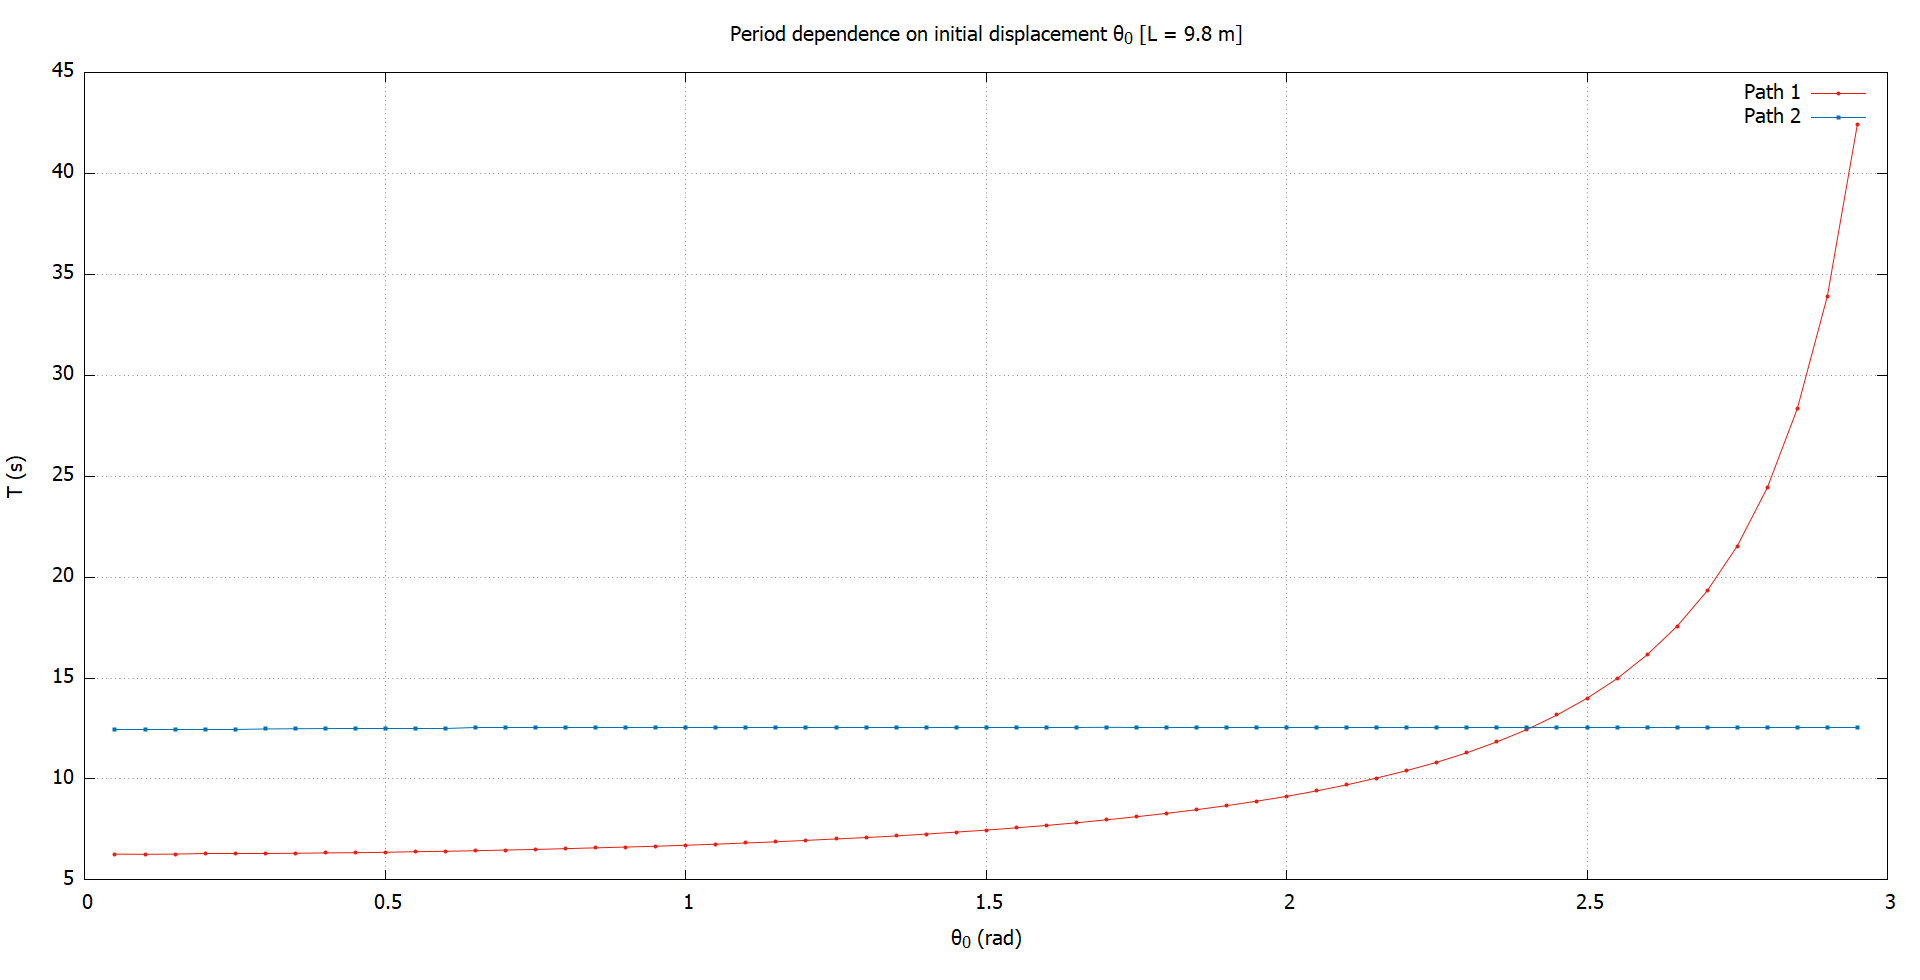 Period dependence on initial displacement θ₀ [L = 9.8 m]
45
40
35
30
25
20
15
10
5
T (s)
Path 1
Path 2
0 0.5 1 1.5 2 2.5 3
θ₀ (rad)